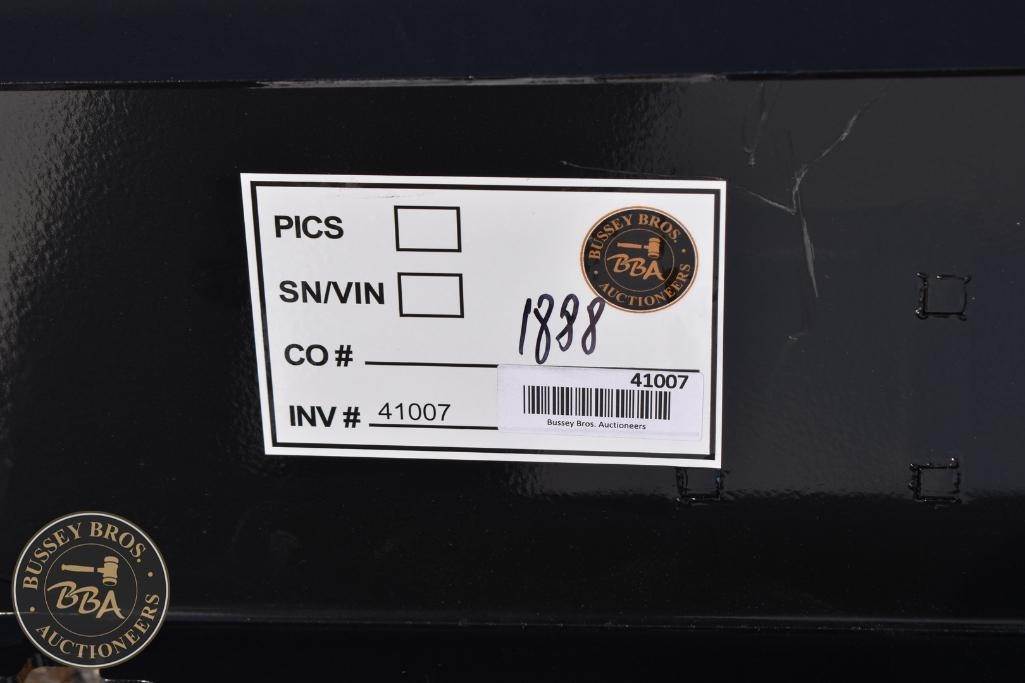 PICS
BUSSEY BROS.
BBA
AUCTIONEERS
SN/VIN
1888
CO #
41007
INV # 41007
Bussey Bros. Auctioneers
BUSSEY BROS.
BBA
AUCTIONEERS